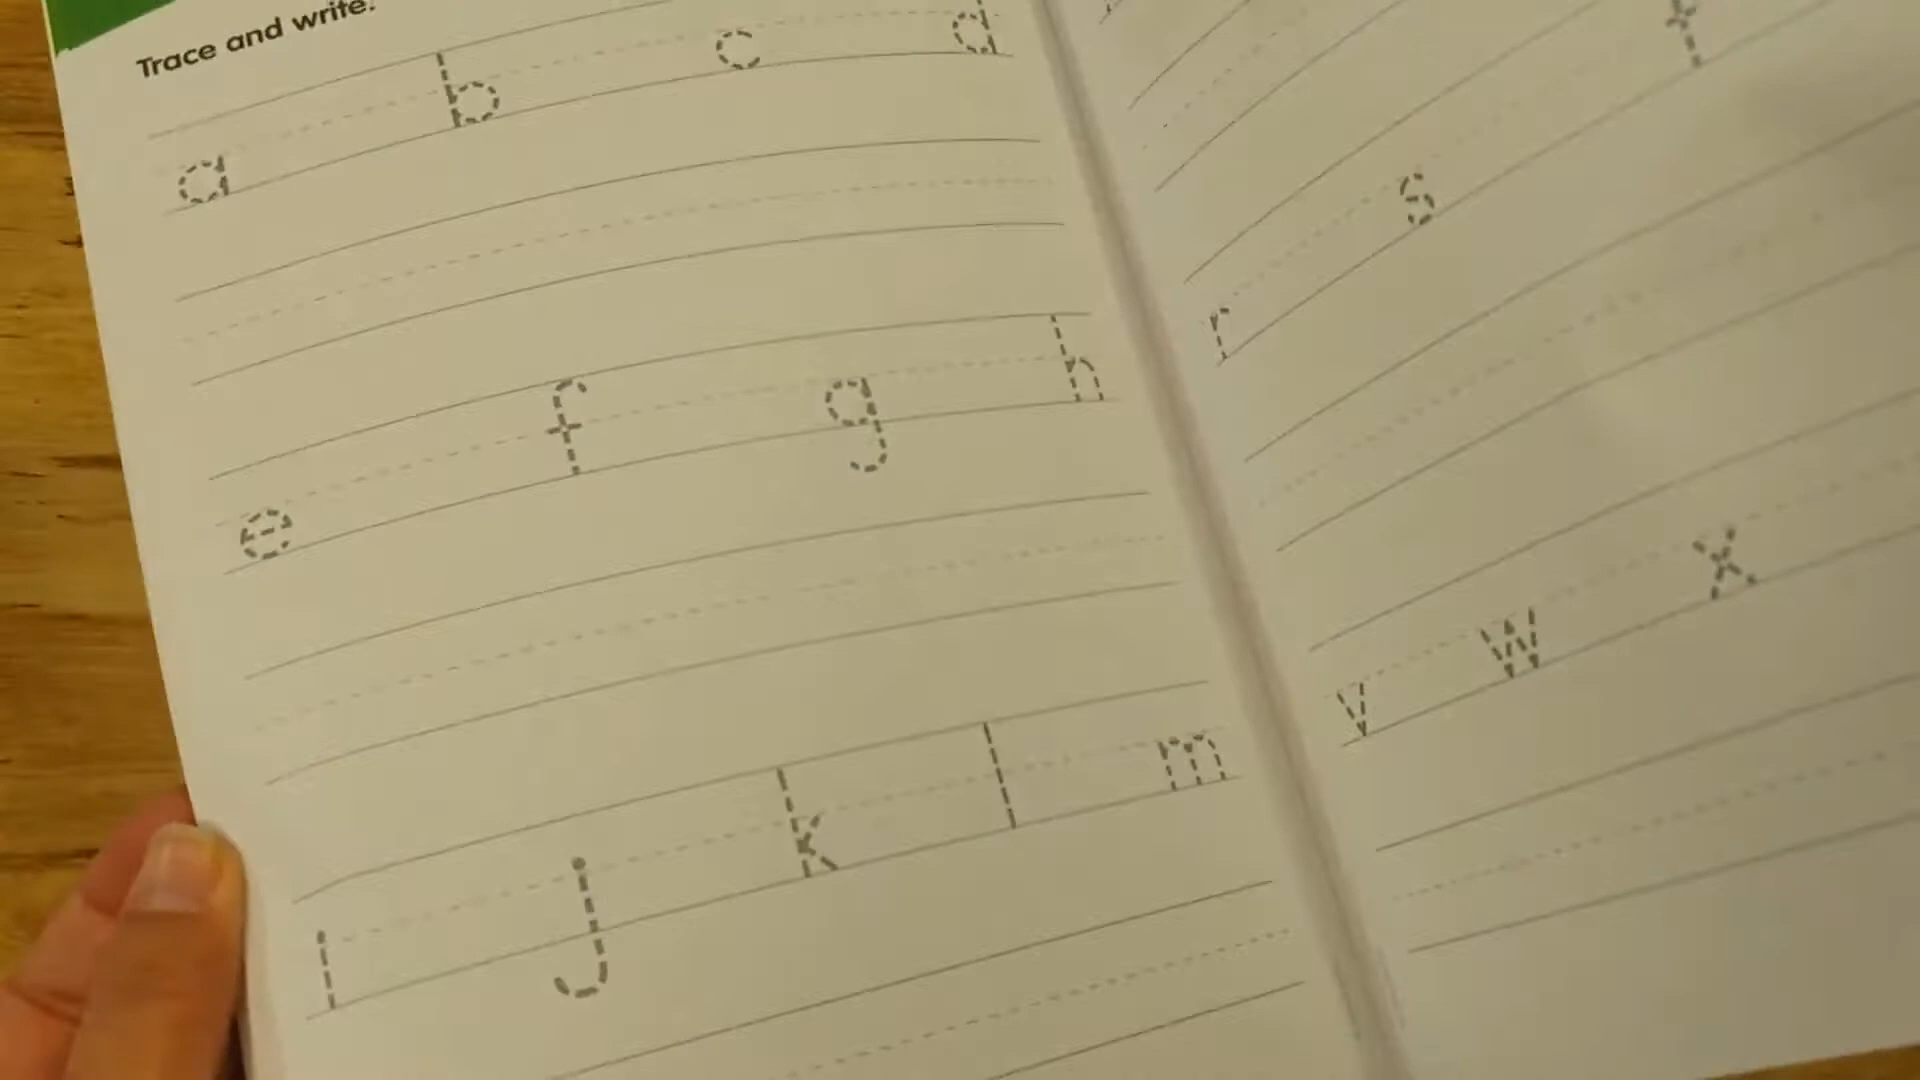 Trace and write.
a b c d
e f g h
i j k l m
r s t
v w x